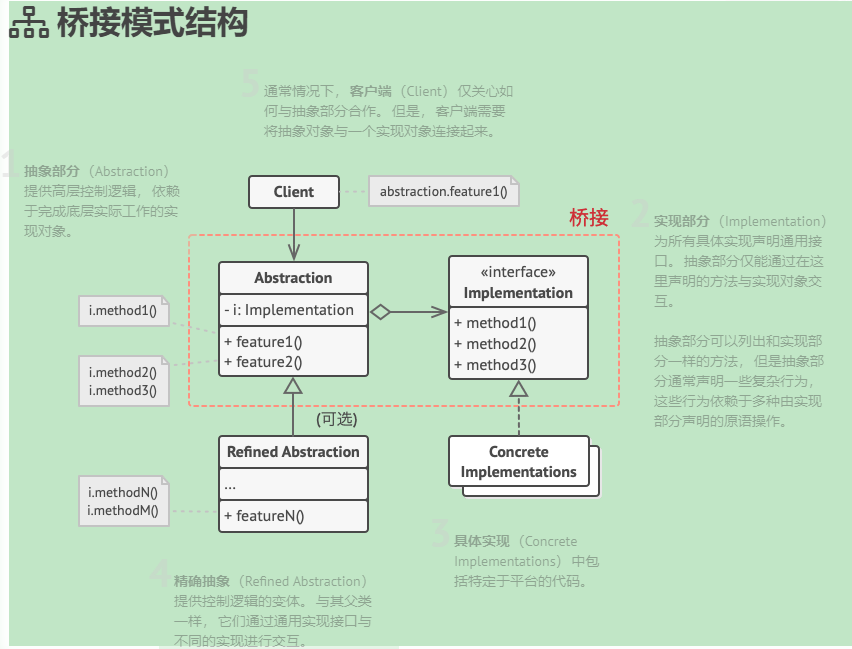 桥接模式结构
5
通常情况下， 客户端 （Client） 仅关心如
何与抽象部分合作。 但是， 客户端需要
将抽象对象与一个实现对象连接起来。
1
抽象部分 （Abstraction）
提供高层控制逻辑， 依赖
于完成底层实际工作的实
现对象。
Client
abstraction.feature1()
桥接
2
实现部分 （Implementation）
为所有具体实现声明通用接
口。 抽象部分仅能通过在这
里声明的方法与实现对象交
互。
抽象部分可以列出和实现部
分一样的方法， 但是抽象部
分通常声明一些复杂行为，
这些行为依赖于多种由实现
部分声明的原语操作。
Abstraction
- i: Implementation
+ feature1()
+ feature2()
«interface»
Implementation
+ method1()
+ method2()
+ method3()
i.method1()
i.method2()
i.method3()
(可选)
Refined Abstraction
...
+ featureN()
Concrete
Implementations
i.methodN()
i.methodM()
3
具体实现 （Concrete
Implementations） 中包
括特定于平台的代码。
4
精确抽象 （Refined Abstraction）
提供控制逻辑的变体。 与其父类
一样， 它们通过通用实现接口与
不同的实现进行交互。